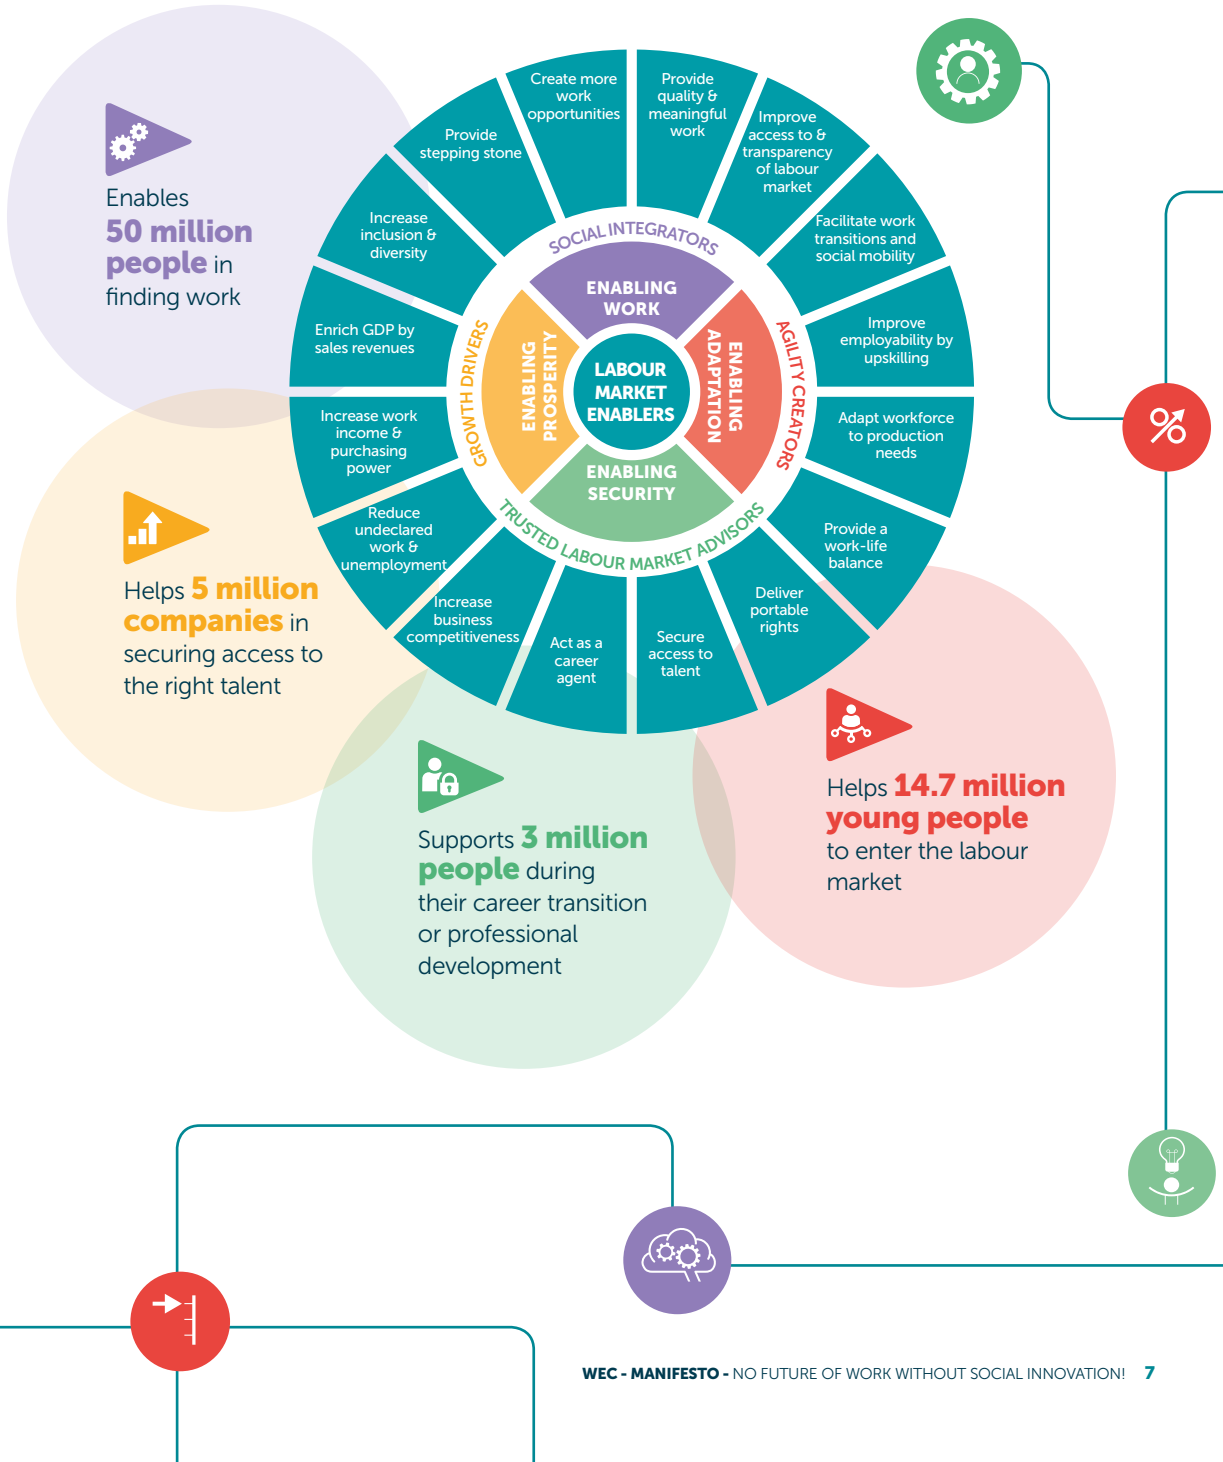 Create more
work
opportunities
Provide
quality &
meaningful
work
Improve
access to &
transparency
of labour
market
Facilitate work
transitions and
social mobility
Improve
employability by
upskilling
Adapt workforce
to production
needs
Provide a
work-life
balance
Deliver
portable
rights
Secure
access to
talent
Act as a
career
agent
Increase
business
competitiveness
Reduce
undeclared
work &
unemployment
Increase work
income &
purchasing
power
Enrich GDP by
sales revenues
Increase
inclusion &
diversity
Provide
stepping stone
SOCIAL INTEGRATORS
AGILITY CREATORS
TRUSTED LABOUR MARKET ADVISORS
GROWTH DRIVERS
ENABLING
WORK
ENABLING
ADAPTATION
ENABLING
SECURITY
ENABLING
PROSPERITY
LABOUR
MARKET
ENABLERS
Enables
50 million
people in
finding work
Helps 5 million
companies in
securing access to
the right talent
Supports 3 million
people during
their career transition
or professional
development
Helps 14.7 million
young people
to enter the labour
market
WEC - MANIFESTO - NO FUTURE OF WORK WITHOUT SOCIAL INNOVATION! 7